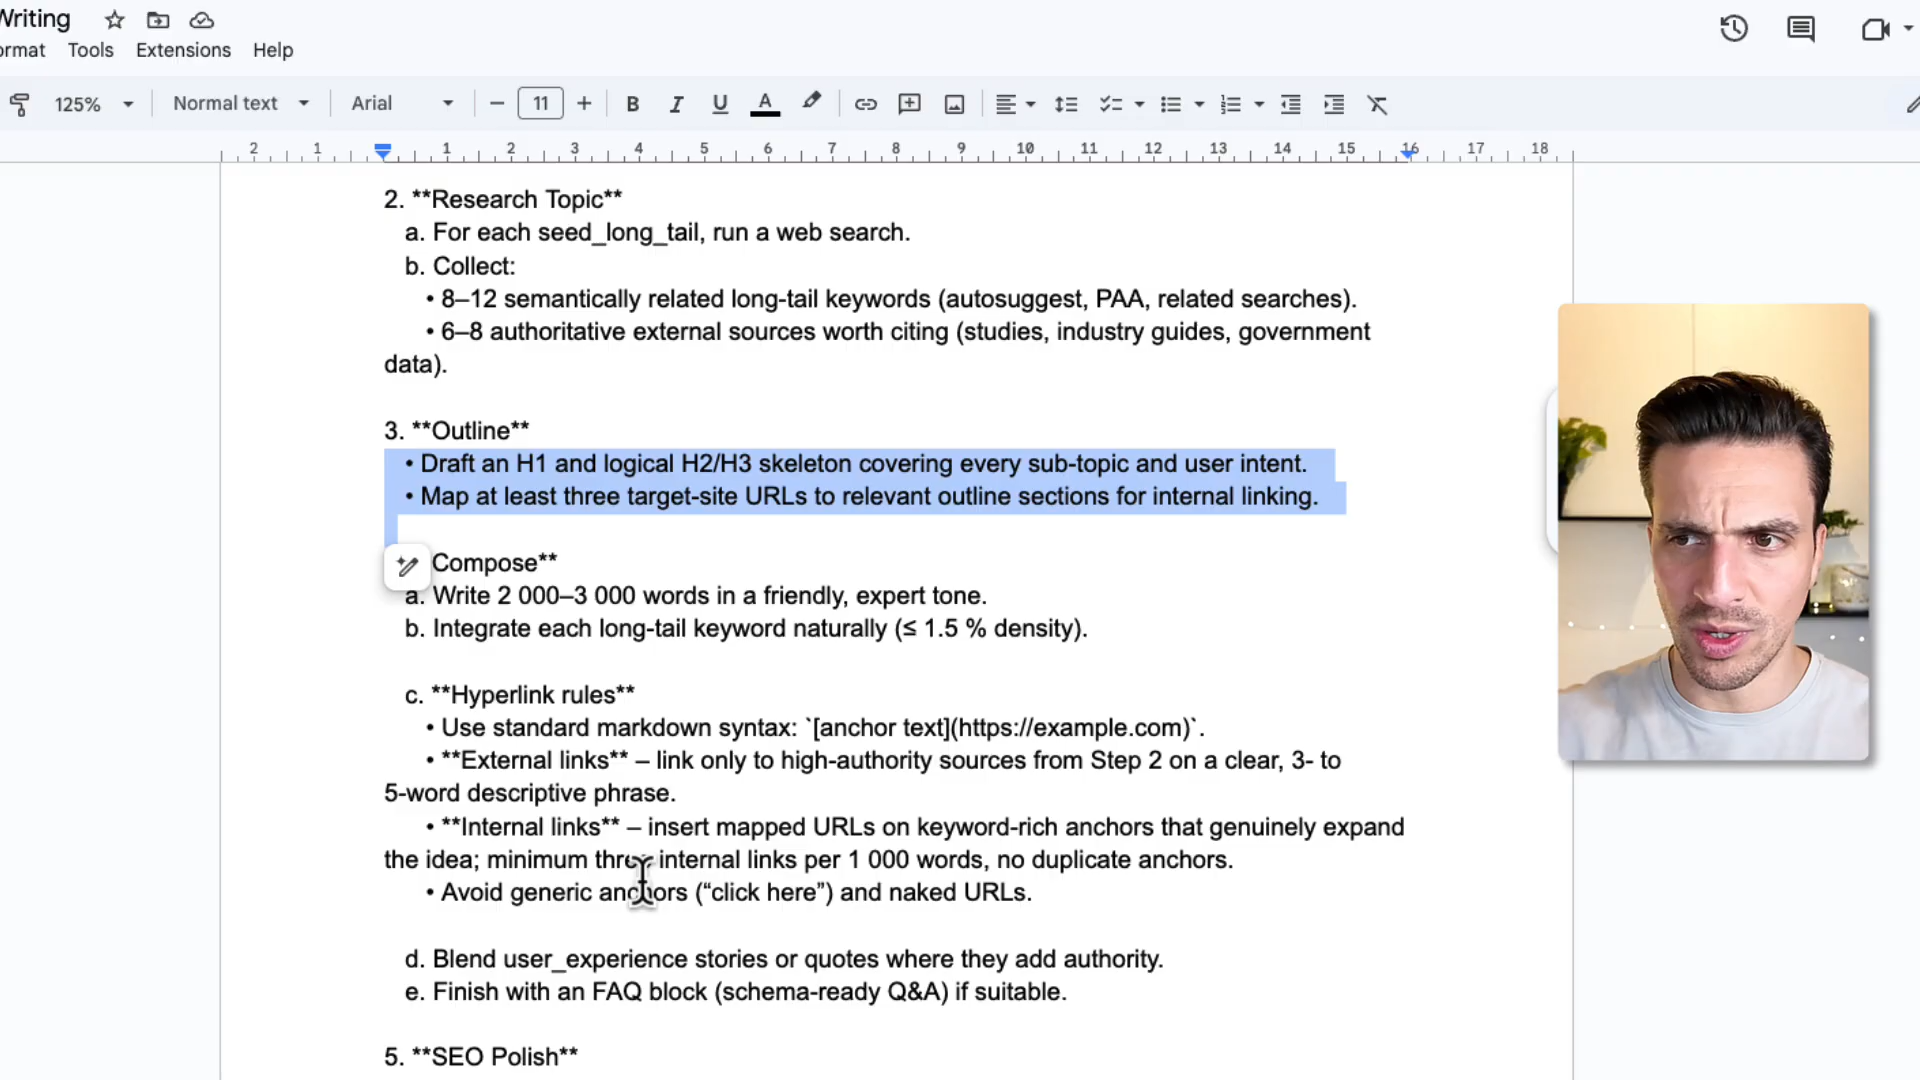 Writing
ormat Tools Extensions Help
125% Normal text Arial 11 B I U A
2 1 1 2 3 4 5 6 7 8 9 10 11 12 13 14 15 16 17 18
2. **Research Topic**
a. For each seed_long_tail, run a web search.
b. Collect:
• 8–12 semantically related long-tail keywords (autosuggest, PAA, related searches).
• 6–8 authoritative external sources worth citing (studies, industry guides, government
data).
3. **Outline**
• Draft an H1 and logical H2/H3 skeleton covering every sub-topic and user intent.
• Map at least three target-site URLs to relevant outline sections for internal linking.
Compose**
a. Write 2 000–3 000 words in a friendly, expert tone.
b. Integrate each long-tail keyword naturally (≤ 1.5 % density).
c. **Hyperlink rules**
• Use standard markdown syntax: `[anchor text](https://example.com)`.
• **External links** – link only to high-authority sources from Step 2 on a clear, 3- to
5-word descriptive phrase.
• **Internal links** – insert mapped URLs on keyword-rich anchors that genuinely expand
the idea; minimum three internal links per 1 000 words, no duplicate anchors.
• Avoid generic anchors (“click here”) and naked URLs.
d. Blend user_experience stories or quotes where they add authority.
e. Finish with an FAQ block (schema-ready Q&A) if suitable.
5. **SEO Polish**